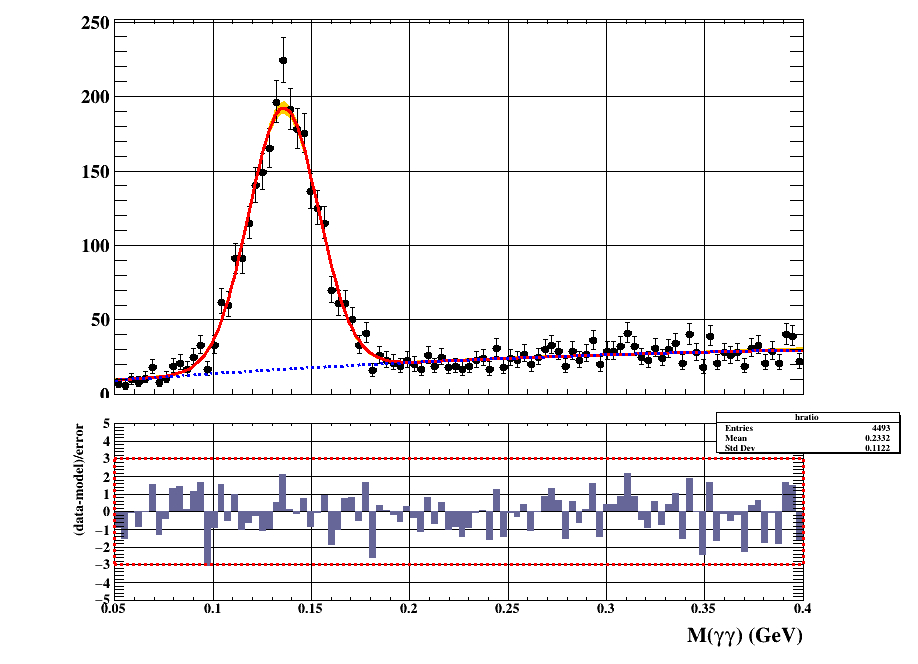 250
200
150
100
50
0
(data-model)/error
5
4
3
2
1
0
−1
−2
−3
−4
−5
hratio
Entries 4493
Mean 0.2332
Std Dev 0.1122
0.05 0.1 0.15 0.2 0.25 0.3 0.35 0.4
M(γγ) (GeV)